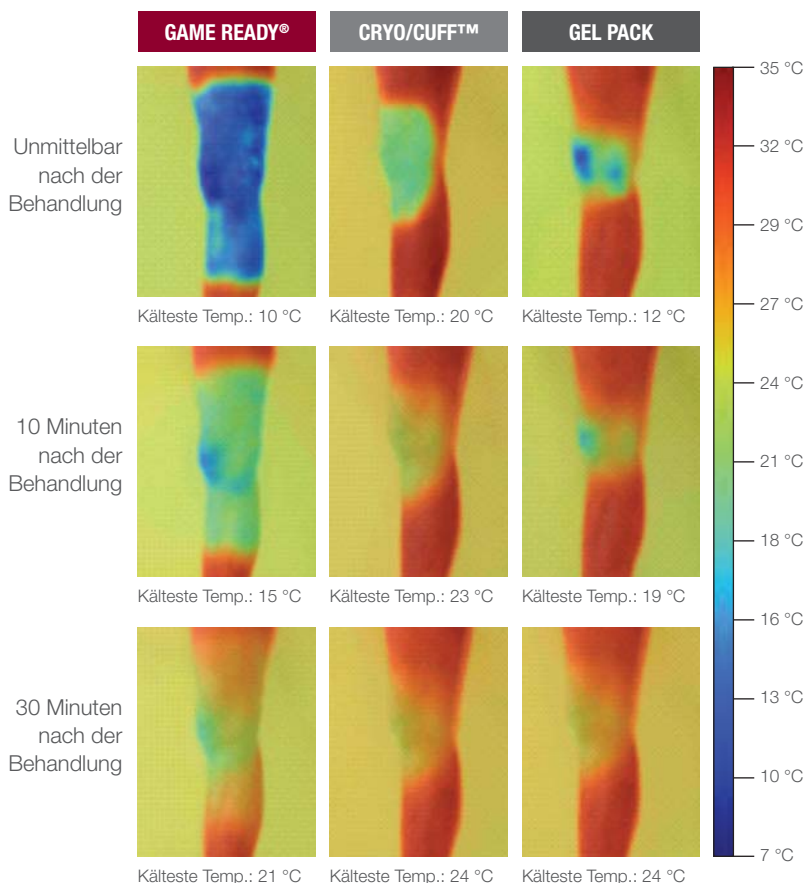 GAME READY®
CRYO/CUFF™
GEL PACK
Unmittelbar
nach der
Behandlung
Kälteste Temp.: 10 °C
Kälteste Temp.: 20 °C
Kälteste Temp.: 12 °C
10 Minuten
nach der
Behandlung
Kälteste Temp.: 15 °C
Kälteste Temp.: 23 °C
Kälteste Temp.: 19 °C
30 Minuten
nach der
Behandlung
Kälteste Temp.: 21 °C
Kälteste Temp.: 24 °C
Kälteste Temp.: 24 °C
35 °C
32 °C
29 °C
27 °C
24 °C
21 °C
18 °C
16 °C
13 °C
10 °C
7 °C